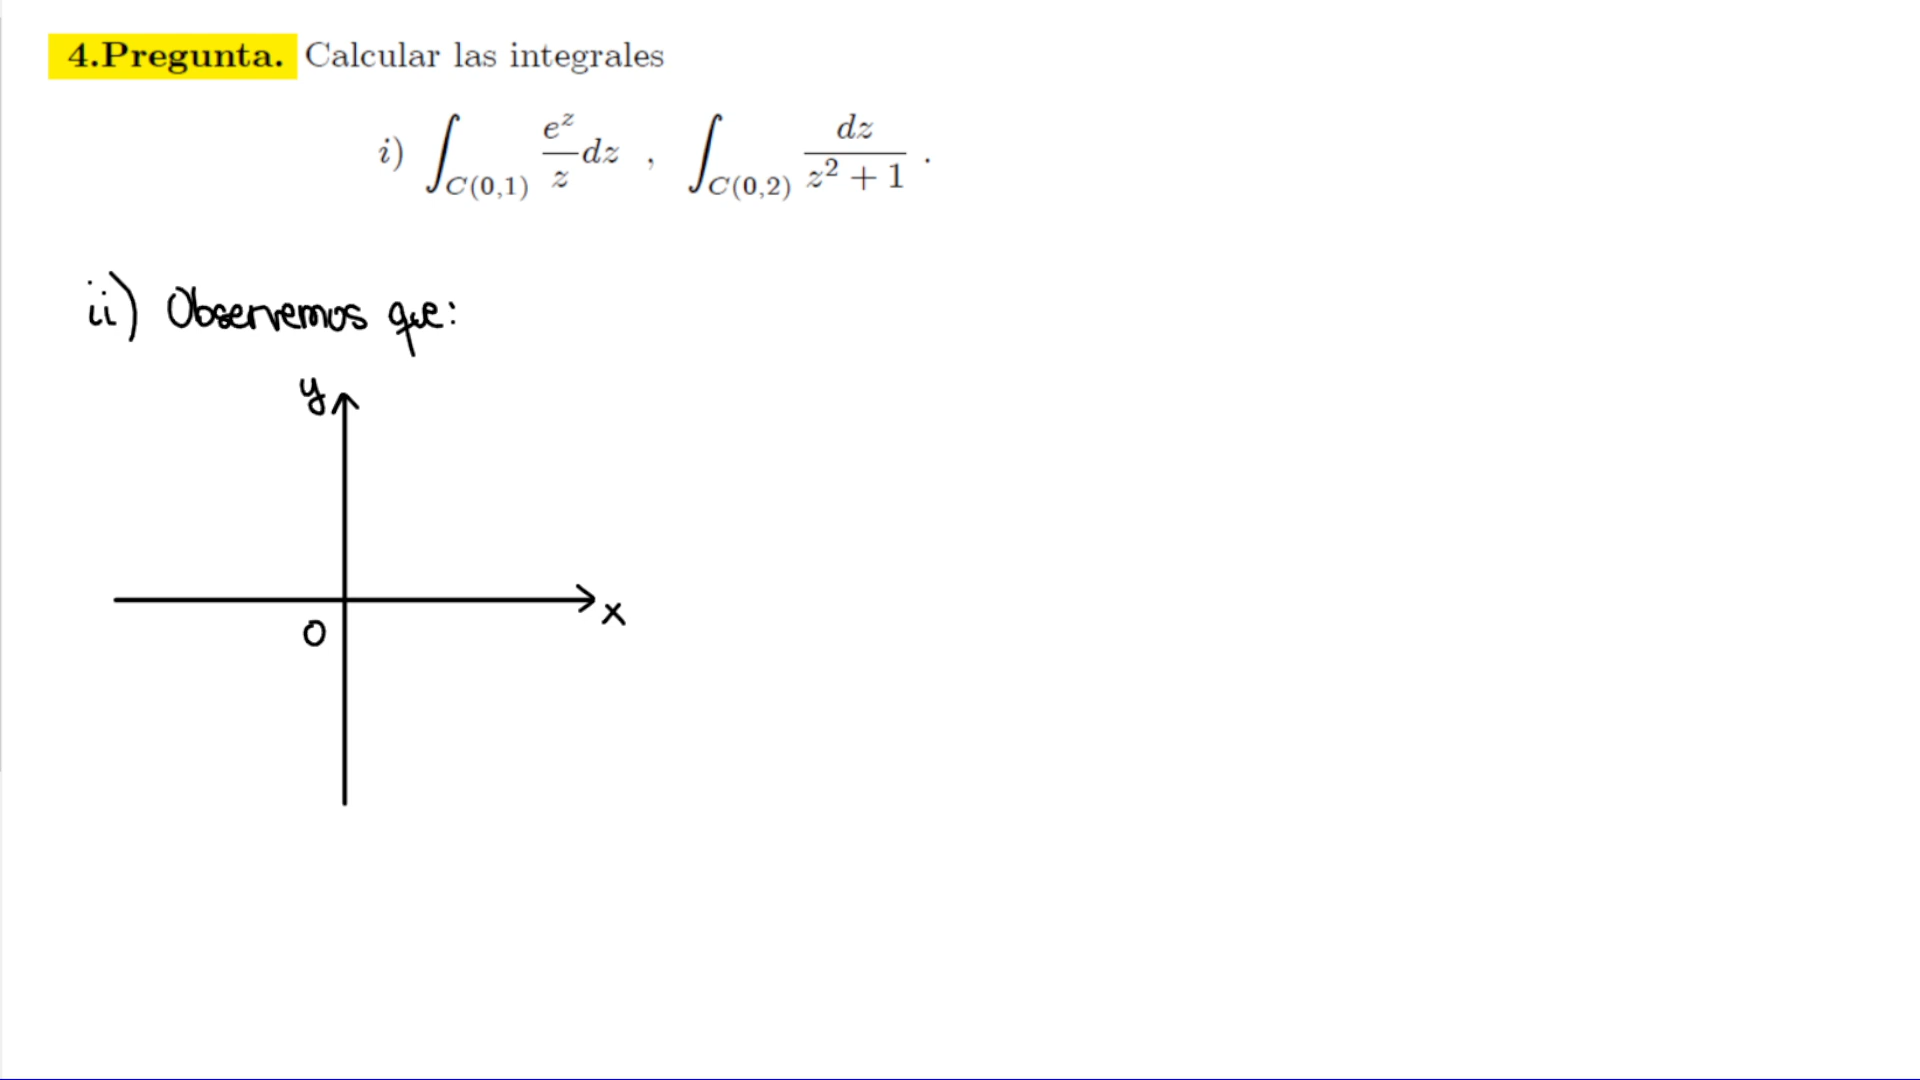 4.Pregunta. Calcular las integrales
i) ∫_{C(0,1)} e^z/z dz , ∫_{C(0,2)} dz/(z^2 + 1) .
ii) Observemos que:
y
x
0